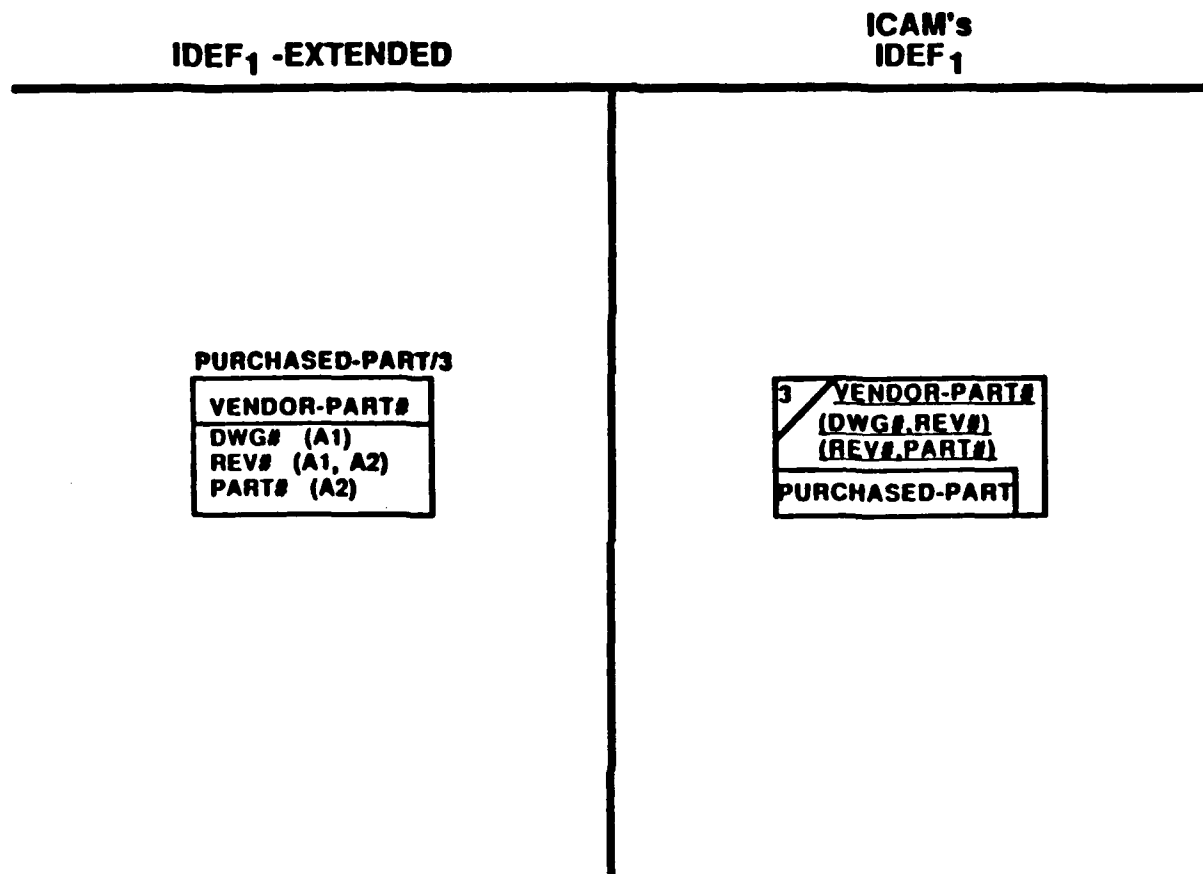 IDEF1 -EXTENDED
ICAM's
IDEF1
PURCHASED-PART/3
VENDOR-PART#
DWG# (A1)
REV# (A1, A2)
PART# (A2)
3
VENDOR-PART#
(DWG#,REV#)
(REV#,PART#)
PURCHASED-PART